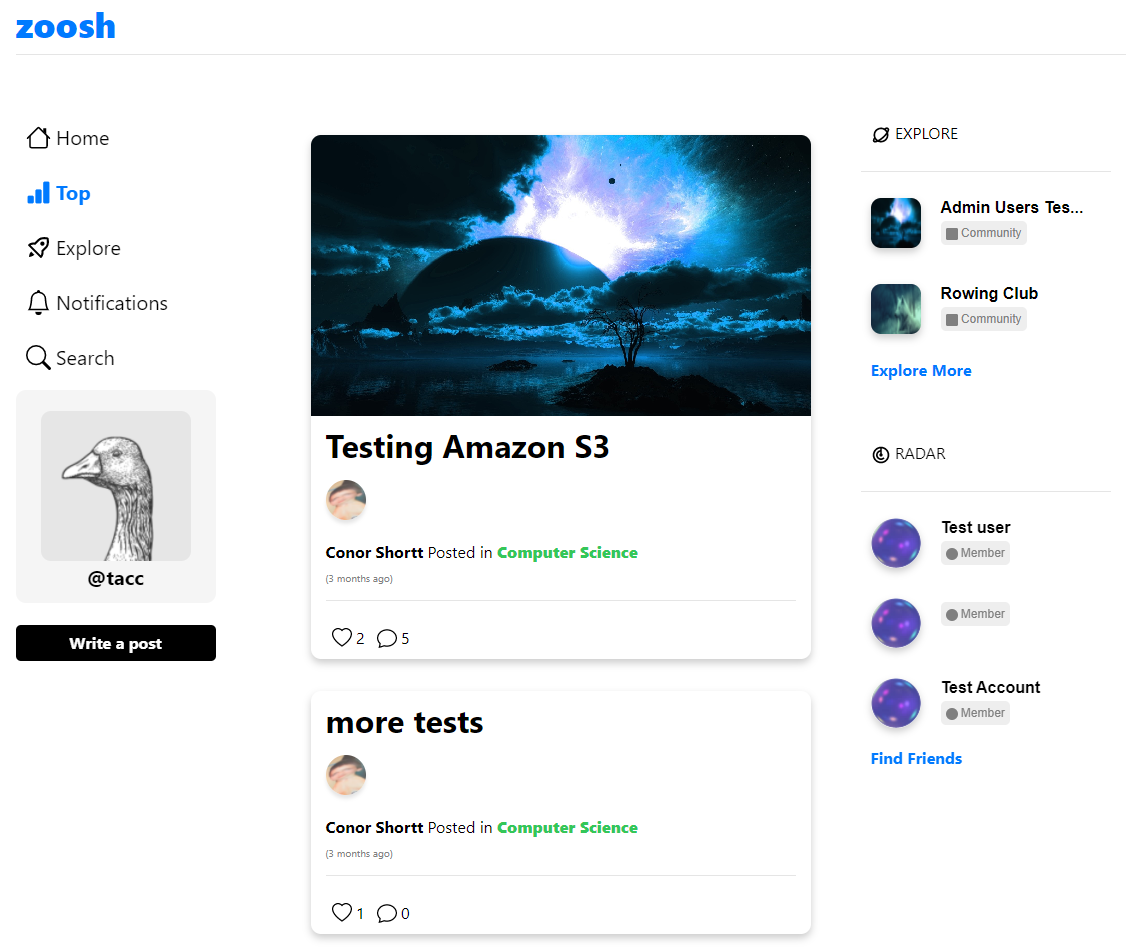 zoosh
Home
Top
Explore
Notifications
Search
@tacc
Write a post
Testing Amazon S3
Conor Shortt Posted in Computer Science
(3 months ago)
2 5
more tests
Conor Shortt Posted in Computer Science
(3 months ago)
1 0
EXPLORE
Admin Users Tes...
Community
Rowing Club
Community
Explore More
RADAR
Test user
Member
Member
Test Account
Member
Find Friends